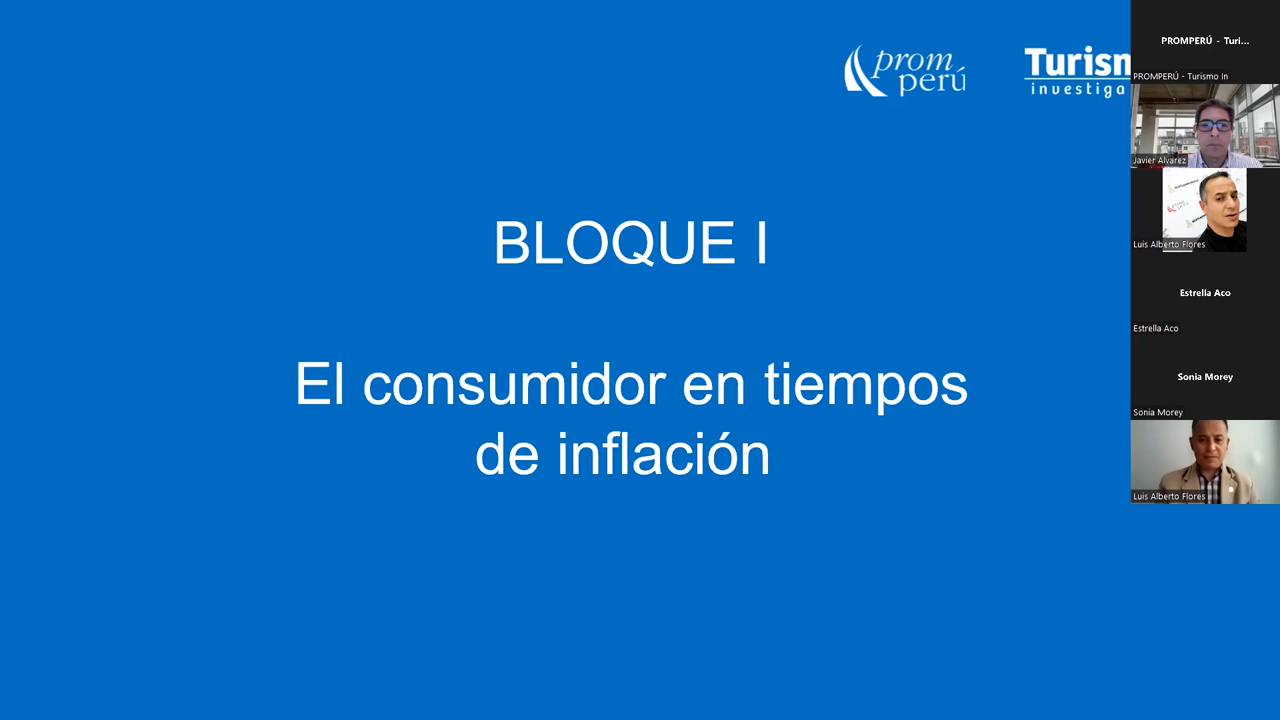 prom
perú
Turism
investiga
BLOQUE I
El consumidor en tiempos
de inflación
PROMPERÚ - Turi...
PROMPERÚ - Turismo In
Javier Alvarez
Luis Alberto Flores
Estrella Aco
Estrella Aco
Sonia Morey
Sonia Morey
Luis Alberto Flores